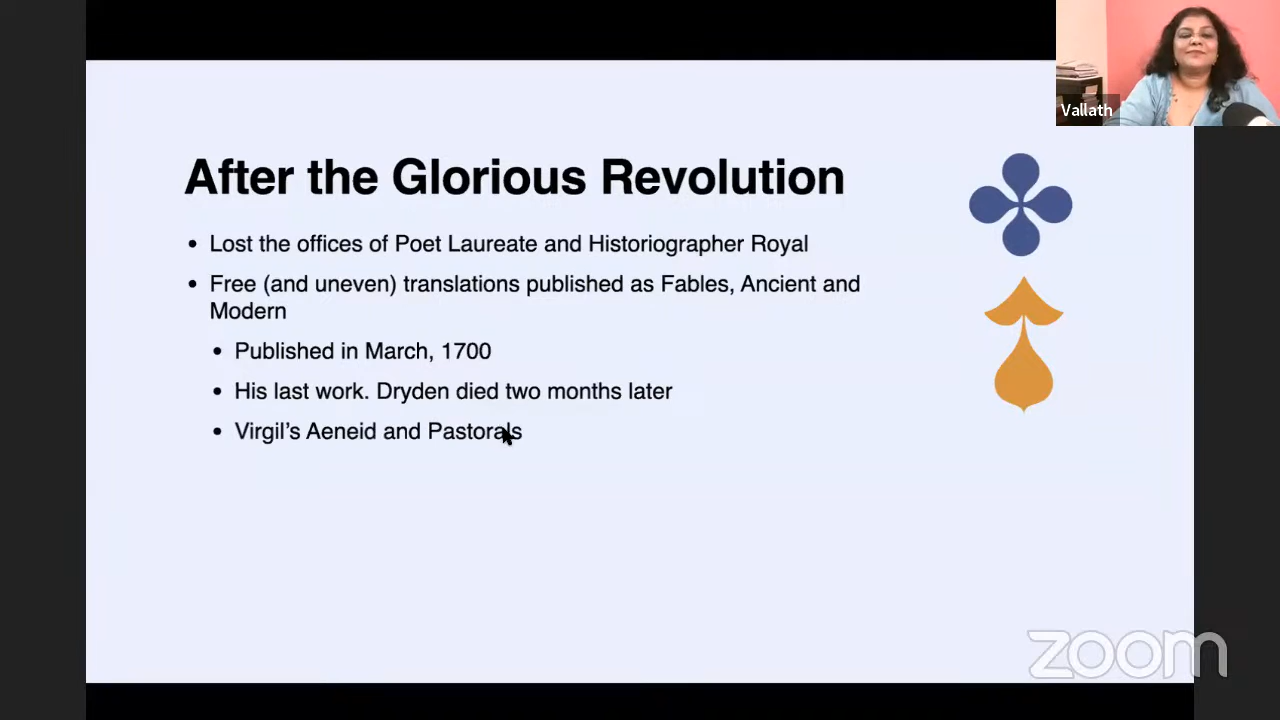 Vallath
After the Glorious Revolution
• Lost the offices of Poet Laureate and Historiographer Royal
• Free (and uneven) translations published as Fables, Ancient and
Modern
• Published in March, 1700
• His last work. Dryden died two months later
• Virgil’s Aeneid and Pastorals
zoom